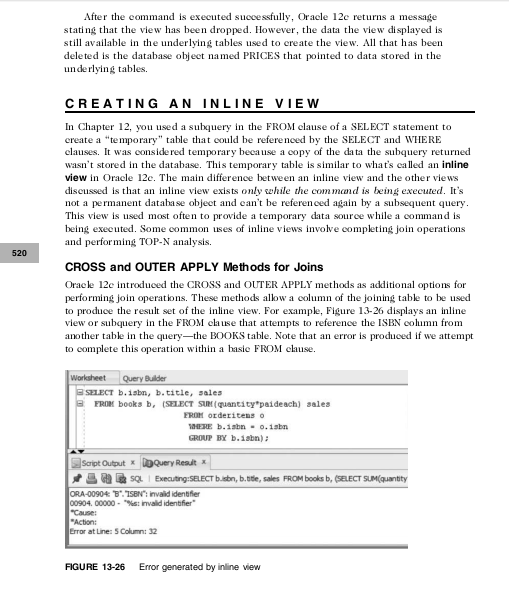 After the command is executed successfully, Oracle 12c returns a message
stating that the view has been dropped. However, the data the view displayed is
still available in the underlying tables used to create the view. All that has been
deleted is the database object named PRICES that pointed to data stored in the
underlying tables.
CREATING AN INLINE VIEW
In Chapter 12, you used a subquery in the FROM clause of a SELECT statement to
create a “temporary” table that could be referenced by the SELECT and WHERE
clauses. It was considered temporary because a copy of the data the subquery returned
wasn’t stored in the database. This temporary table is similar to what’s called an inline
view in Oracle 12c. The main difference between an inline view and the other views
discussed is that an inline view exists only while the command is being executed. It’s
not a permanent database object and can’t be referenced again by a subsequent query.
This view is used most often to provide a temporary data source while a command is
being executed. Some common uses of inline views involve completing join operations
and performing TOP-N analysis.
520
CROSS and OUTER APPLY Methods for Joins
Oracle 12c introduced the CROSS and OUTER APPLY methods as additional options for
performing join operations. These methods allow a column of the joining table to be used
to produce the result set of the inline view. For example, Figure 13-26 displays an inline
view or subquery in the FROM clause that attempts to reference the ISBN column from
another table in the query—the BOOKS table. Note that an error is produced if we attempt
to complete this operation within a basic FROM clause.
Worksheet Query Builder
SELECT b.isbn, b.title, sales
FROM books b, (SELECT SUM(quantity*paideach) sales
FROM orderitems o
WHERE b.isbn = o.isbn
GROUP BY b.isbn);
Script Output x Query Result x
SQL | Executing:SELECT b.isbn, b.title, sales FROM books b, (SELECT SUM(quantity
ORA-00904: "B"."ISBN": invalid identifier
00904. 00000 - "%s: invalid identifier"
*Cause:
*Action:
Error at Line: 5 Column: 32
FIGURE 13-26 Error generated by inline view